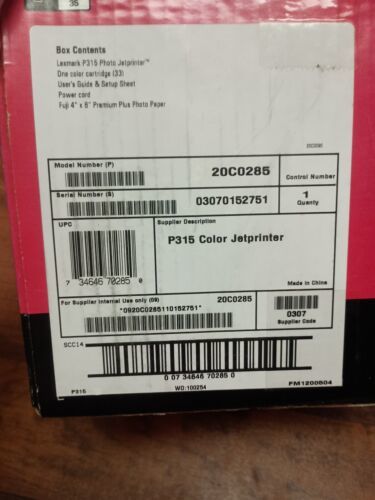 35
Box Contents
Lexmark P315 Photo Jetprinter™
One color cartridge (33)
User's Guide & Setup Sheet
Power cord
Fuji 4" x 6" Premium Plus Photo Paper
Model Number (P)
20C0285
Control Number
Serial Number (S)
03070152751
1
Quanty
UPC
Supplier Description
P315 Color Jetprinter
7 34646 70285 0
Made in China
For Supplier Internal Use only (09)
20C0285
*0920C0285110152751*
0307
Supplier Code
SCC14
0 07 34646 70285 0
P315
WO:100254
PM1200804